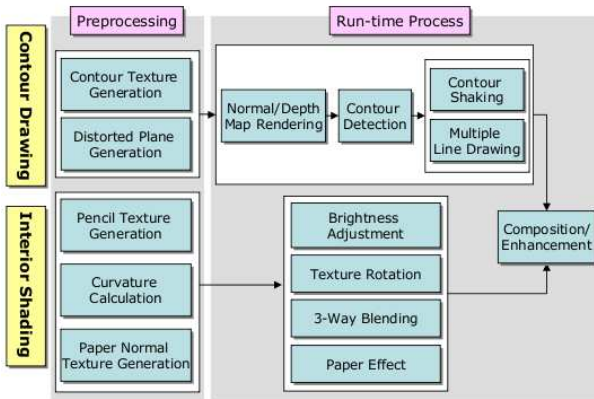 Preprocessing
Run-time Process
Contour Drawing
Contour Texture
Generation
Distorted Plane
Generation
Normal/Depth
Map Rendering
Contour
Detection
Contour
Shaking
Multiple
Line Drawing
Interior Shading
Pencil Texture
Generation
Curvature
Calculation
Paper Normal
Texture Generation
Brightness
Adjustment
Texture Rotation
3-Way Blending
Paper Effect
Composition/
Enhancement